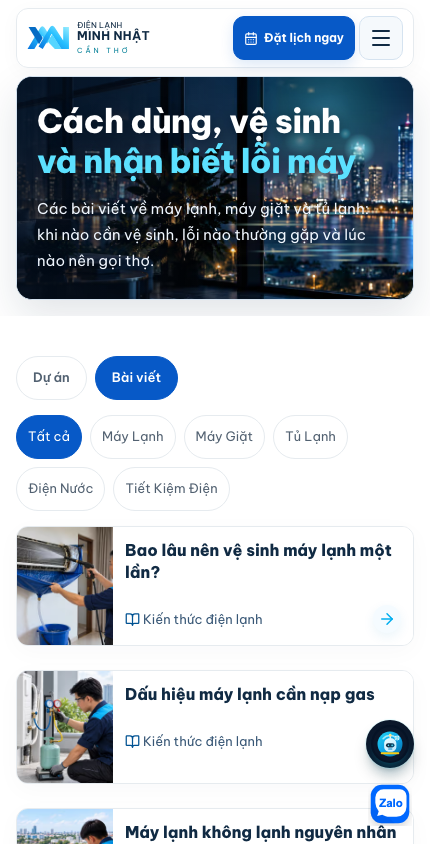 ĐIỆN LẠNH
MINH NHẬT
CẦN THƠ
Đặt lịch ngay
Cách dùng, vệ sinh
và nhận biết lỗi máy
Các bài viết về máy lạnh, máy giặt và tủ lạnh:
khi nào cần vệ sinh, lỗi nào thường gặp và lúc
nào nên gọi thợ.
Dự án
Bài viết
Tất cả
Máy Lạnh
Máy Giặt
Tủ Lạnh
Điện Nước
Tiết Kiệm Điện
Bao lâu nên vệ sinh máy lạnh một
lần?
Kiến thức điện lạnh
Dấu hiệu máy lạnh cần nạp gas
Kiến thức điện lạnh
Zalo
Máy lạnh không lạnh nguyên nhân